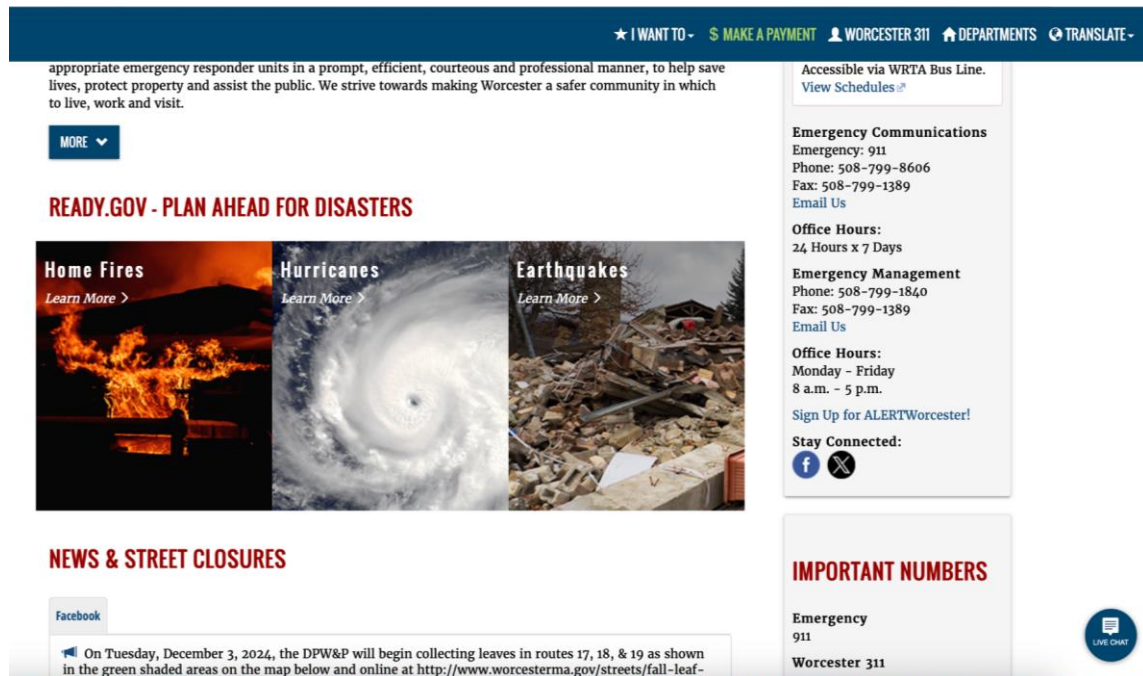 ★ I WANT TO $ MAKE A PAYMENT WORCESTER 311 DEPARTMENTS TRANSLATE
appropriate emergency responder units in a prompt, efficient, courteous and professional manner, to help save
lives, protect property and assist the public. We strive towards making Worcester a safer community in which
to live, work and visit.
MORE
READY.GOV - PLAN AHEAD FOR DISASTERS
Home Fires
Learn More >
Hurricanes
Learn More >
Earthquakes
Learn More >
NEWS & STREET CLOSURES
Facebook
On Tuesday, December 3, 2024, the DPW&P will begin collecting leaves in routes 17, 18, & 19 as shown
in the green shaded areas on the map below and online at http://www.worcesterma.gov/streets/fall-leaf-
Accessible via WRTA Bus Line.
View Schedules
Emergency Communications
Emergency: 911
Phone: 508-799-8606
Fax: 508-799-1389
Email Us
Office Hours:
24 Hours x 7 Days
Emergency Management
Phone: 508-799-1840
Fax: 508-799-1389
Email Us
Office Hours:
Monday - Friday
8 a.m. - 5 p.m.
Sign Up for ALERTWorcester!
Stay Connected:
f X
IMPORTANT NUMBERS
Emergency
911
Worcester 311
LIVE CHAT